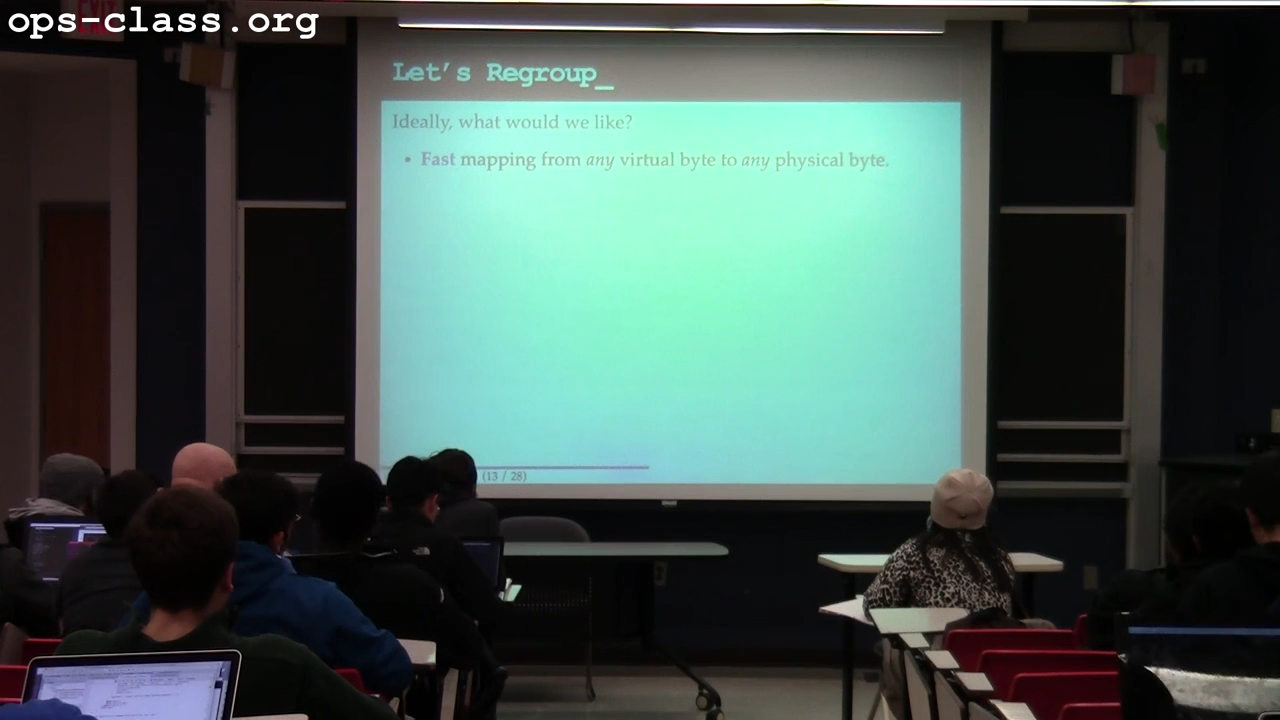 ops-class.org
EXIT
Let's Regroup_
Ideally, what would we like?
• Fast mapping from any virtual byte to any physical byte.
(13 / 28)